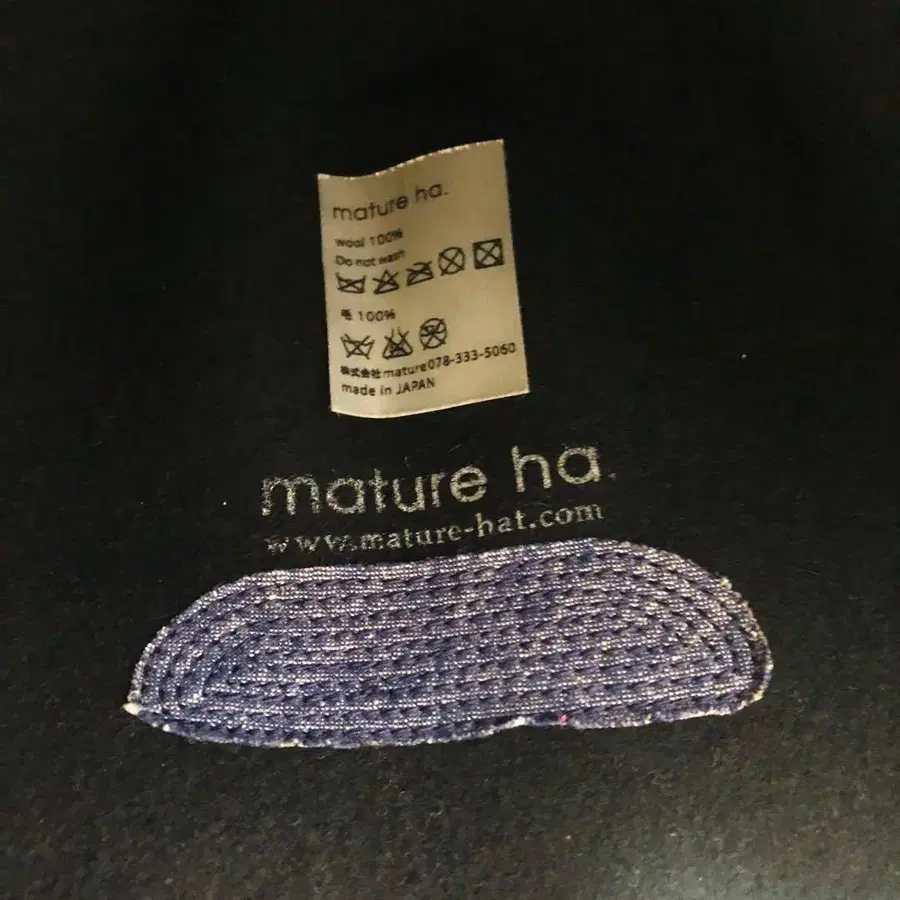 mature ha.
wool 100%
Do not wash
毛 100%
株式会社mature078-333-5060
made in JAPAN
mature ha.
www.mature-hat.com